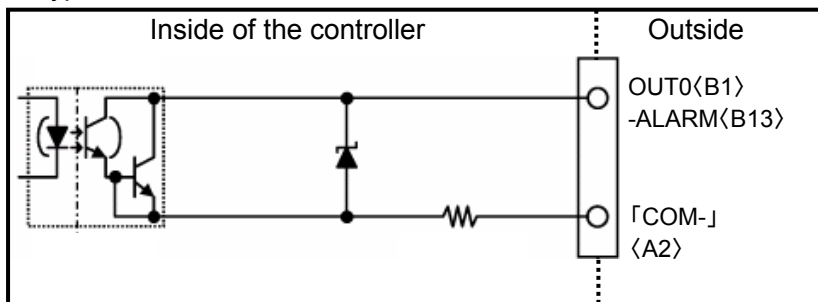 Inside of the controller
Outside
OUT0〈B1〉
-ALARM〈B13〉
｢COM-｣
〈A2〉